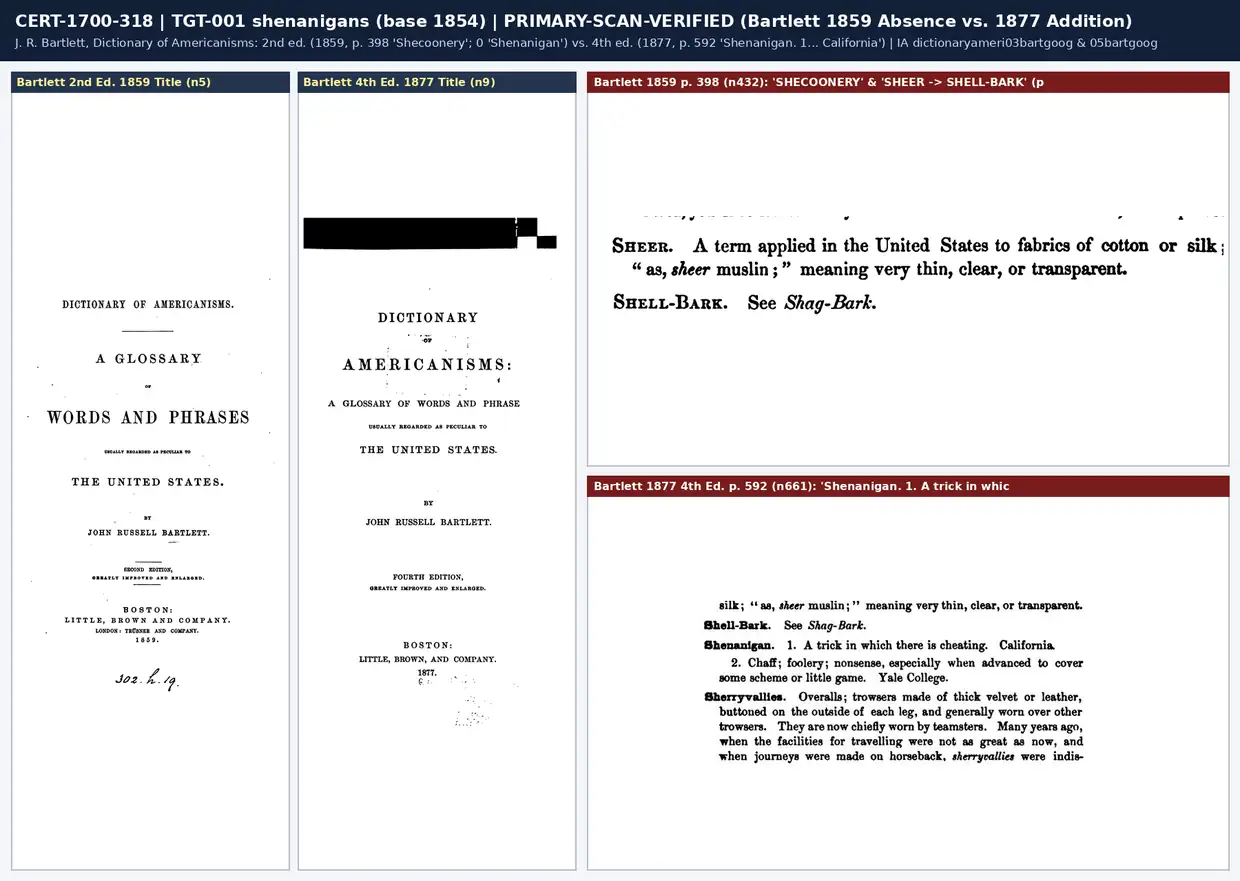 CERT-1700-318 | TGT-001 shenanigans (base 1854) | PRIMARY-SCAN-VERIFIED (Bartlett 1859 Absence vs. 1877 Addition)
J. R. Bartlett, Dictionary of Americanisms: 2nd ed. (1859, p. 398 'Shecoonery'; 0 'Shenanigan') vs. 4th ed. (1877, p. 592 'Shenanigan. 1... California') | IA dictionaryameri03bartgoog & 05bartgoog
Bartlett 2nd Ed. 1859 Title (n5)
DICTIONARY OF AMERICANISMS.
A GLOSSARY
OF
WORDS AND PHRASES
USUALLY REGARDED AS PECULIAR TO
THE UNITED STATES.
BY
JOHN RUSSELL BARTLETT.
SECOND EDITION,
GREATLY IMPROVED AND ENLARGED.
BOSTON:
LITTLE, BROWN AND COMPANY.
LONDON: TRÜBNER AND COMPANY.
1859.
302. h. 19.
Bartlett 4th Ed. 1877 Title (n9)
DICTIONARY
OF
AMERICANISMS:
A GLOSSARY OF WORDS AND PHRASE
USUALLY REGARDED AS PECULIAR TO
THE UNITED STATES.
BY
JOHN RUSSELL BARTLETT.
FOURTH EDITION,
GREATLY IMPROVED AND ENLARGED.
BOSTON:
LITTLE, BROWN, AND COMPANY.
1877.
Bartlett 1859 p. 398 (n432): 'SHECOONERY' & 'SHEER -> SHELL-BARK' (p
SHEER. A term applied in the United States to fabrics of cotton or silk;
"as, sheer muslin;" meaning very thin, clear, or transparent.
SHELL-BARK. See Shag-Bark.
Bartlett 1877 4th Ed. p. 592 (n661): 'Shenanigan. 1. A trick in whic
silk; "as, sheer muslin;" meaning very thin, clear, or transparent.
Shell-Bark. See Shag-Bark.
Shenanigan. 1. A trick in which there is cheating. California.
2. Chaff; foolery; nonsense, especially when advanced to cover
some scheme or little game. Yale College.
Sherryvallies. Overalls; trowsers made of thick velvet or leather,
buttoned on the outside of each leg, and generally worn over other
trowsers. They are now chiefly worn by teamsters. Many years ago,
when the facilities for travelling were not as great as now, and
when journeys were made on horseback, sherryvallies were indis-